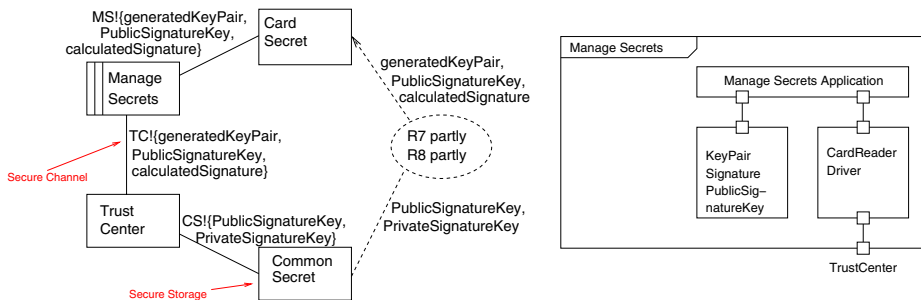 MS!{generatedKeyPair,
PublicSignatureKey,
calculatedSignature}
Card
Secret
Manage
Secrets
generatedKeyPair,
PublicSignatureKey,
calculatedSignature
TC!{generatedKeyPair,
PublicSignatureKey,
calculatedSignature}
Secure Channel
R7 partly
R8 partly
Trust
Center
CS!{PublicSignatureKey,
PrivateSignatureKey}
PublicSignatureKey,
PrivateSignatureKey
Common
Secret
Secure Storage
Manage Secrets
Manage Secrets Application
KeyPair
Signature
PublicSig-
natureKey
CardReader
Driver
TrustCenter